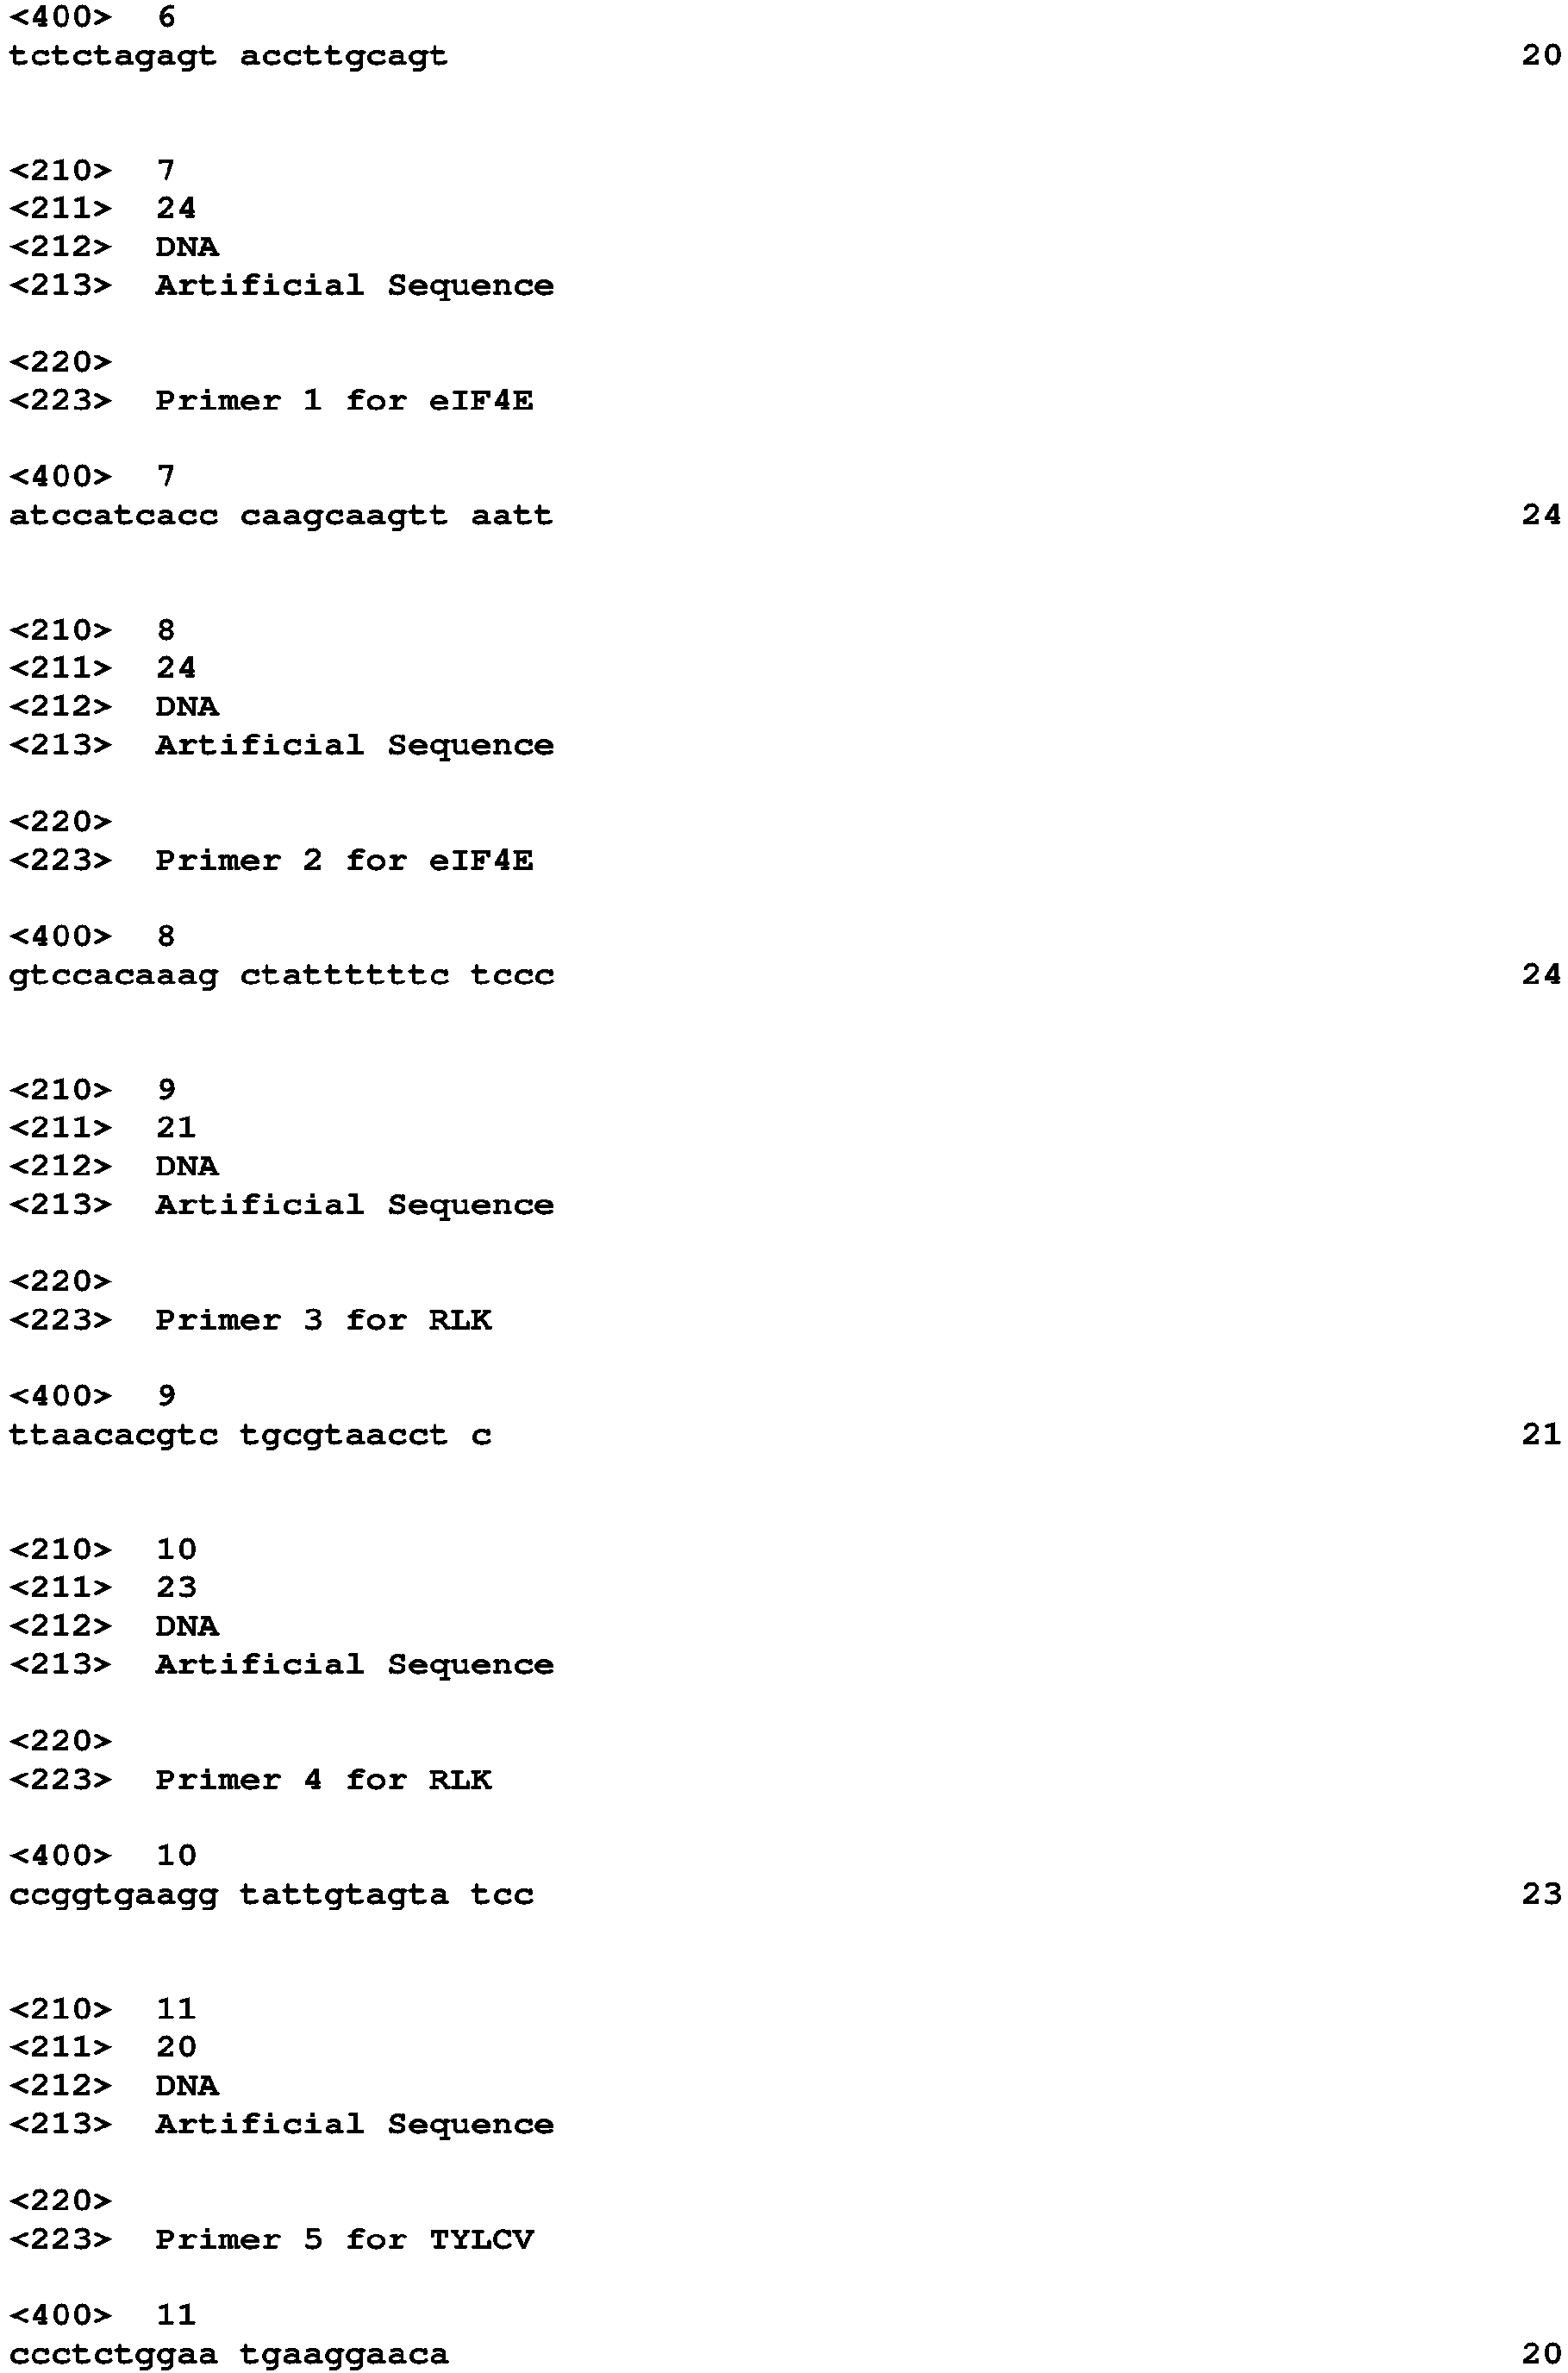 <400> 6
tctctagagt accttgcagt 20
<210> 7
<211> 24
<212> DNA
<213> Artificial Sequence
<220>
<223> Primer 1 for eIF4E
<400> 7
atccatcacc caagcaagtt aatt 24
<210> 8
<211> 24
<212> DNA
<213> Artificial Sequence
<220>
<223> Primer 2 for eIF4E
<400> 8
gtccacaaag ctattttttc tccc 24
<210> 9
<211> 21
<212> DNA
<213> Artificial Sequence
<220>
<223> Primer 3 for RLK
<400> 9
ttaacacgtc tgcgtaacct c 21
<210> 10
<211> 23
<212> DNA
<213> Artificial Sequence
<220>
<223> Primer 4 for RLK
<400> 10
ccggtgaagg tattgtagta tcc 23
<210> 11
<211> 20
<212> DNA
<213> Artificial Sequence
<220>
<223> Primer 5 for TYLCV
<400> 11
ccctctggaa tgaaggaaca 20